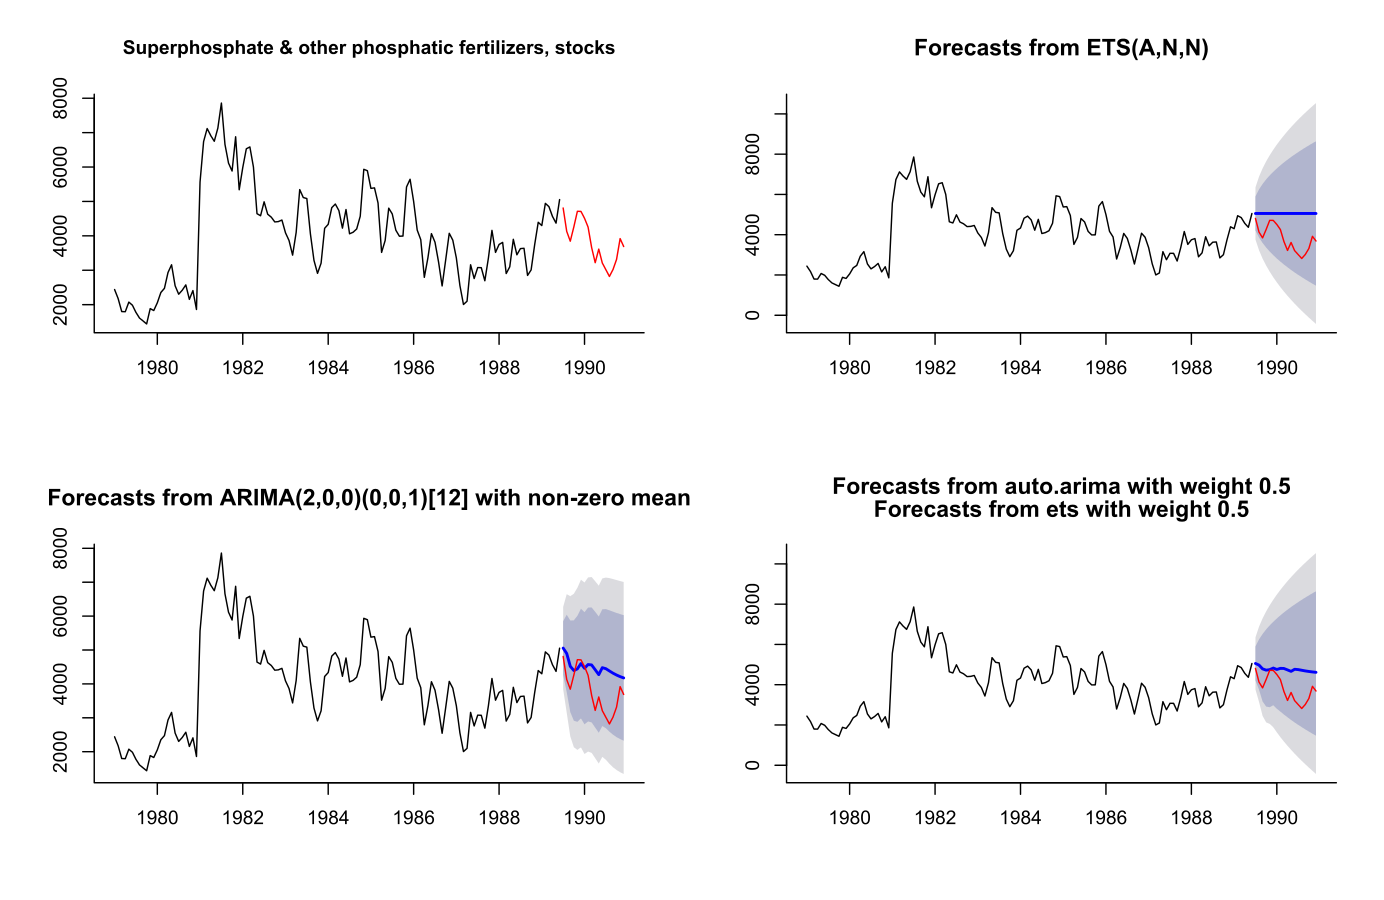 Superphosphate & other phosphatic fertilizers, stocks
8000
6000
4000
2000
1980 1982 1984 1986 1988 1990
Forecasts from ETS(A,N,N)
8000
4000
0
1980 1982 1984 1986 1988 1990
Forecasts from ARIMA(2,0,0)(0,0,1)[12] with non-zero mean
8000
6000
4000
2000
1980 1982 1984 1986 1988 1990
Forecasts from auto.arima with weight 0.5
Forecasts from ets with weight 0.5
8000
4000
0
1980 1982 1984 1986 1988 1990